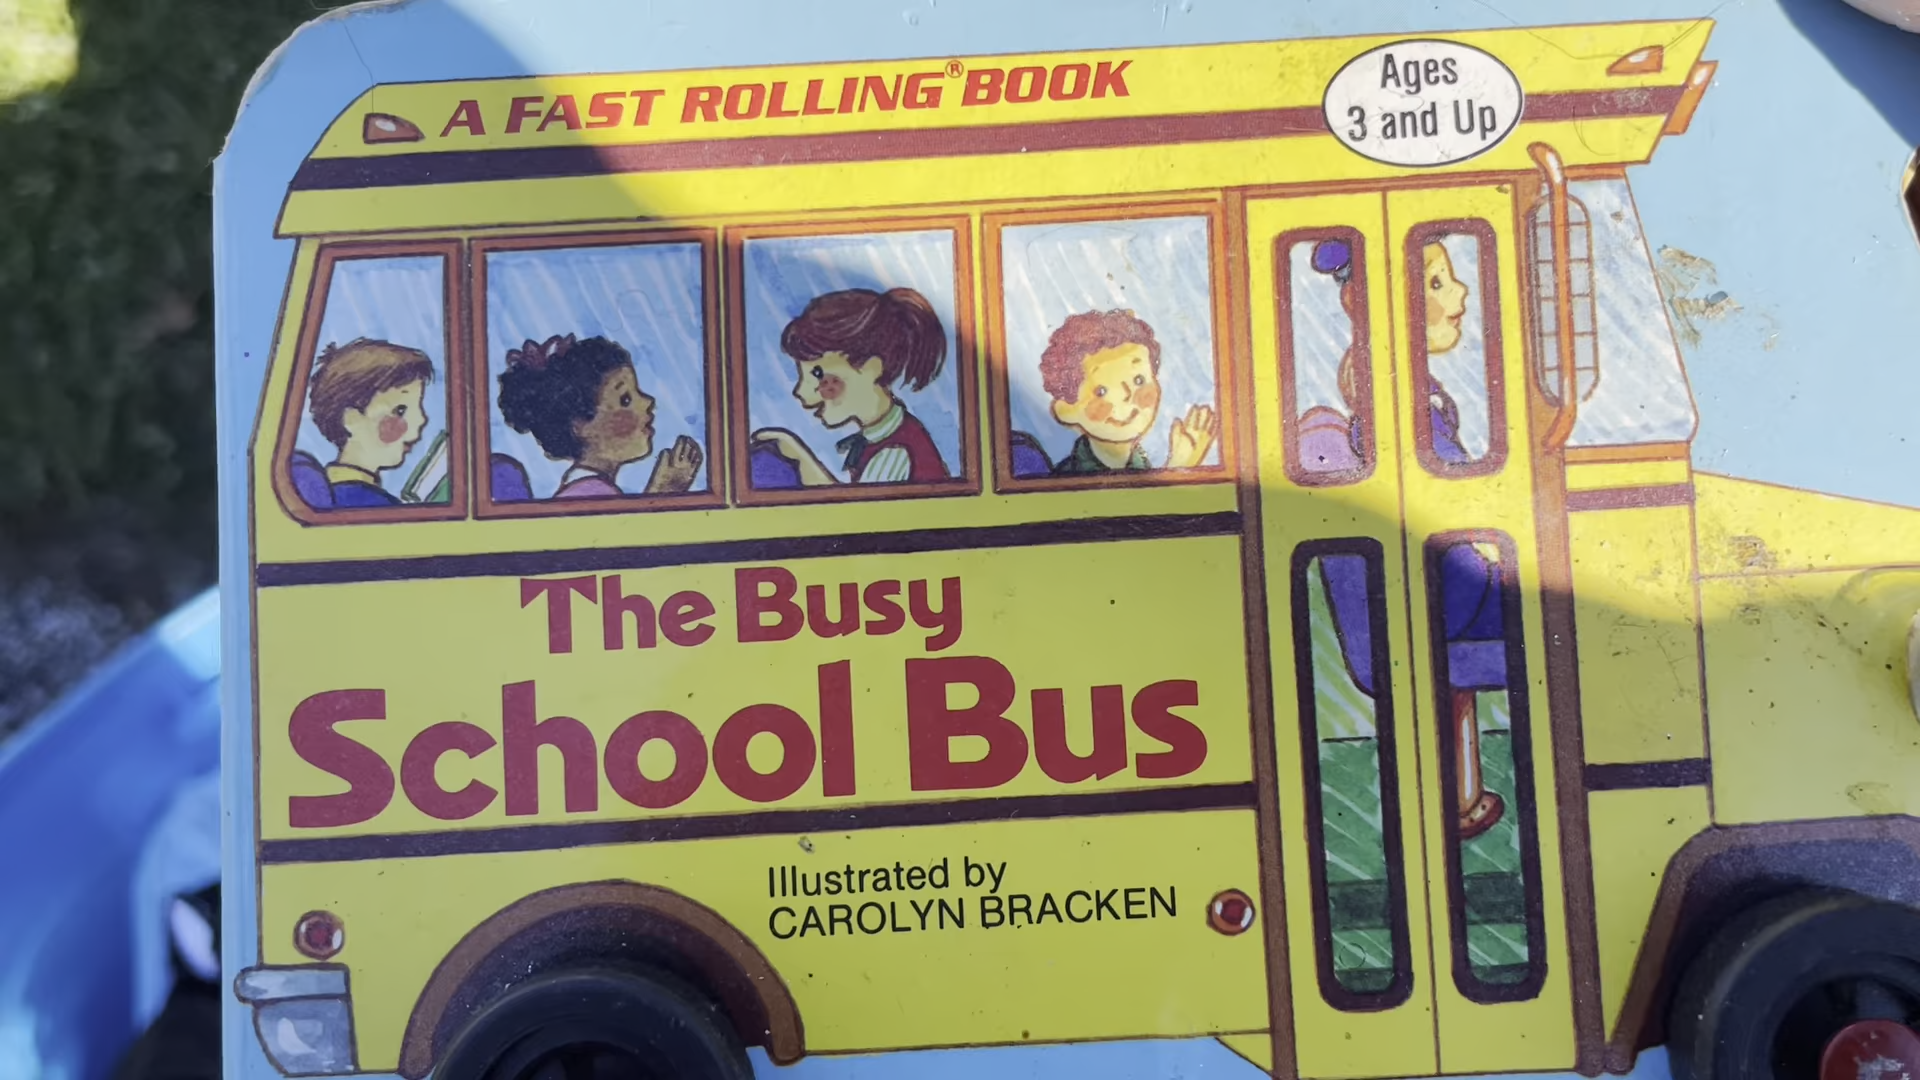 A FAST ROLLING® BOOK
Ages
3 and Up
The Busy
School Bus
Illustrated by
CAROLYN BRACKEN